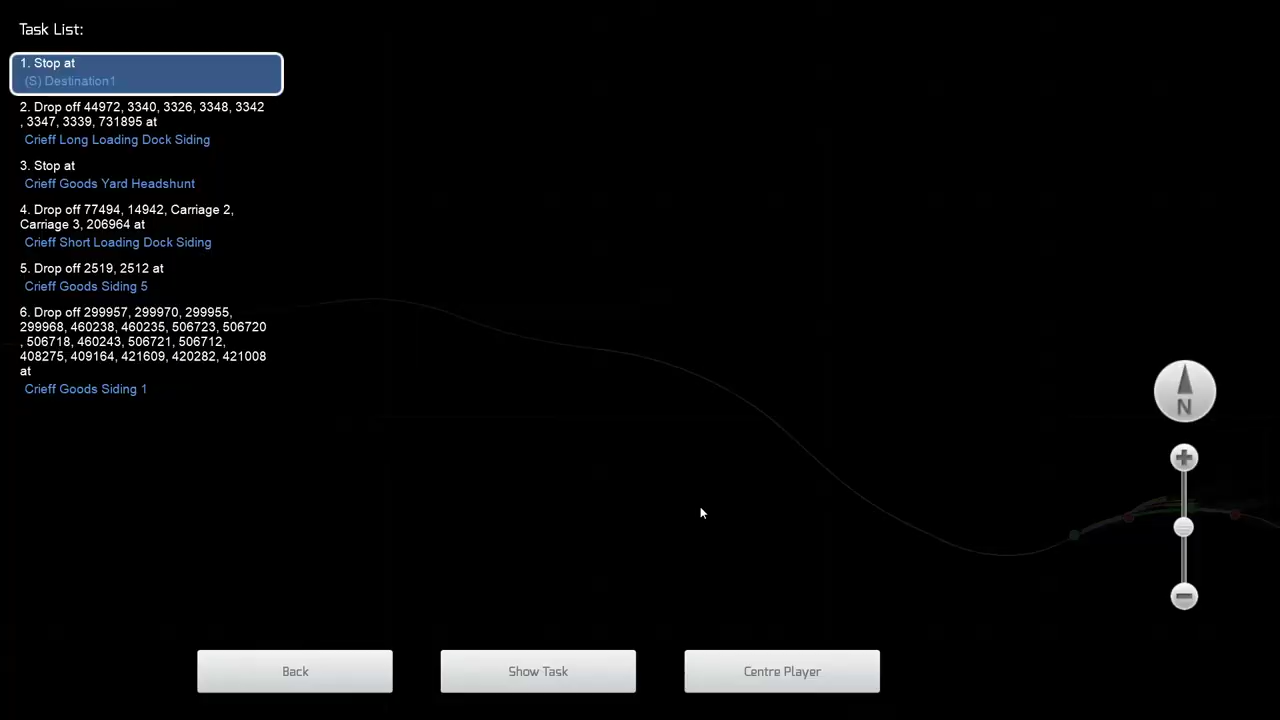 Task List:
1. Stop at
(S) Destination1
2. Drop off 44972, 3340, 3326, 3348, 3342
, 3347, 3339, 731895 at
Crieff Long Loading Dock Siding
3. Stop at
Crieff Goods Yard Headshunt
4. Drop off 77494, 14942, Carriage 2,
Carriage 3, 206964 at
Crieff Short Loading Dock Siding
5. Drop off 2519, 2512 at
Crieff Goods Siding 5
6. Drop off 299957, 299970, 299955,
299968, 460238, 460235, 506723, 506720
, 506718, 460243, 506721, 506712,
408275, 409164, 421609, 420282, 421008
at
Crieff Goods Siding 1
N
Back
Show Task
Centre Player